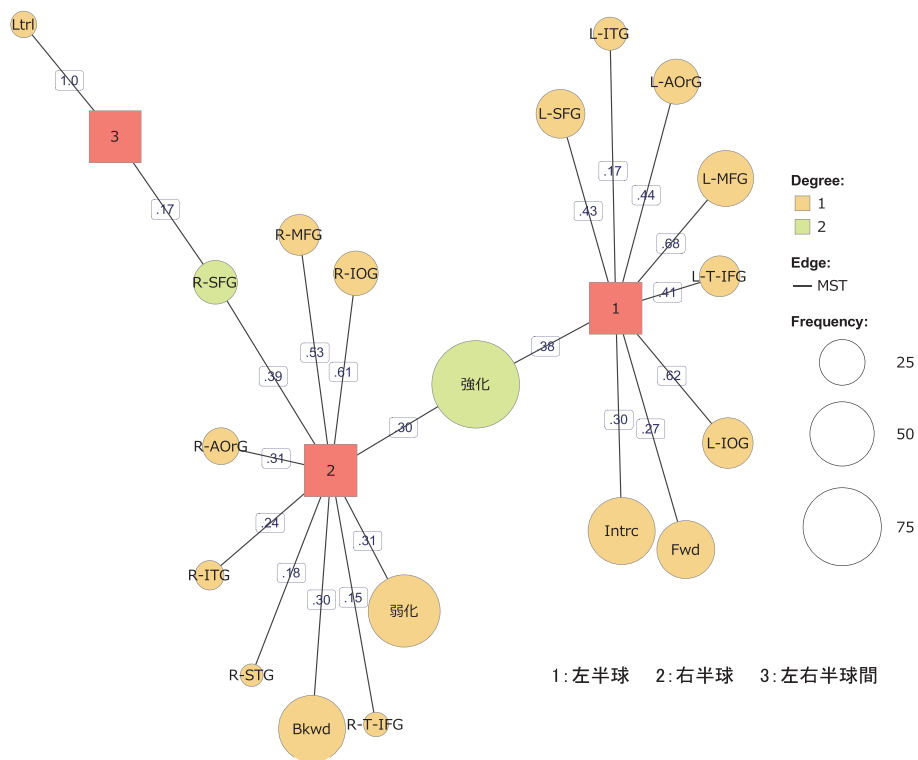 Ltrl
1.0
3
.17
R-SFG
R-MFG
R-IOG
.39
.53
.61
R-AOrG
.31
2
.24
R-ITG
.18
.30
.15
.31
弱化
R-STG
Bkwd
R-T-IFG
.30
強化
.38
L-ITG
L-AOrG
L-SFG
L-MFG
.17
.44
.43
.68
L-T-IFG
.41
1
.62
.30
.27
L-IOG
Intrc
Fwd
Degree:
1
2
Edge:
MST
Frequency:
25
50
75
1:左半球 2:右半球 3:左右半球間